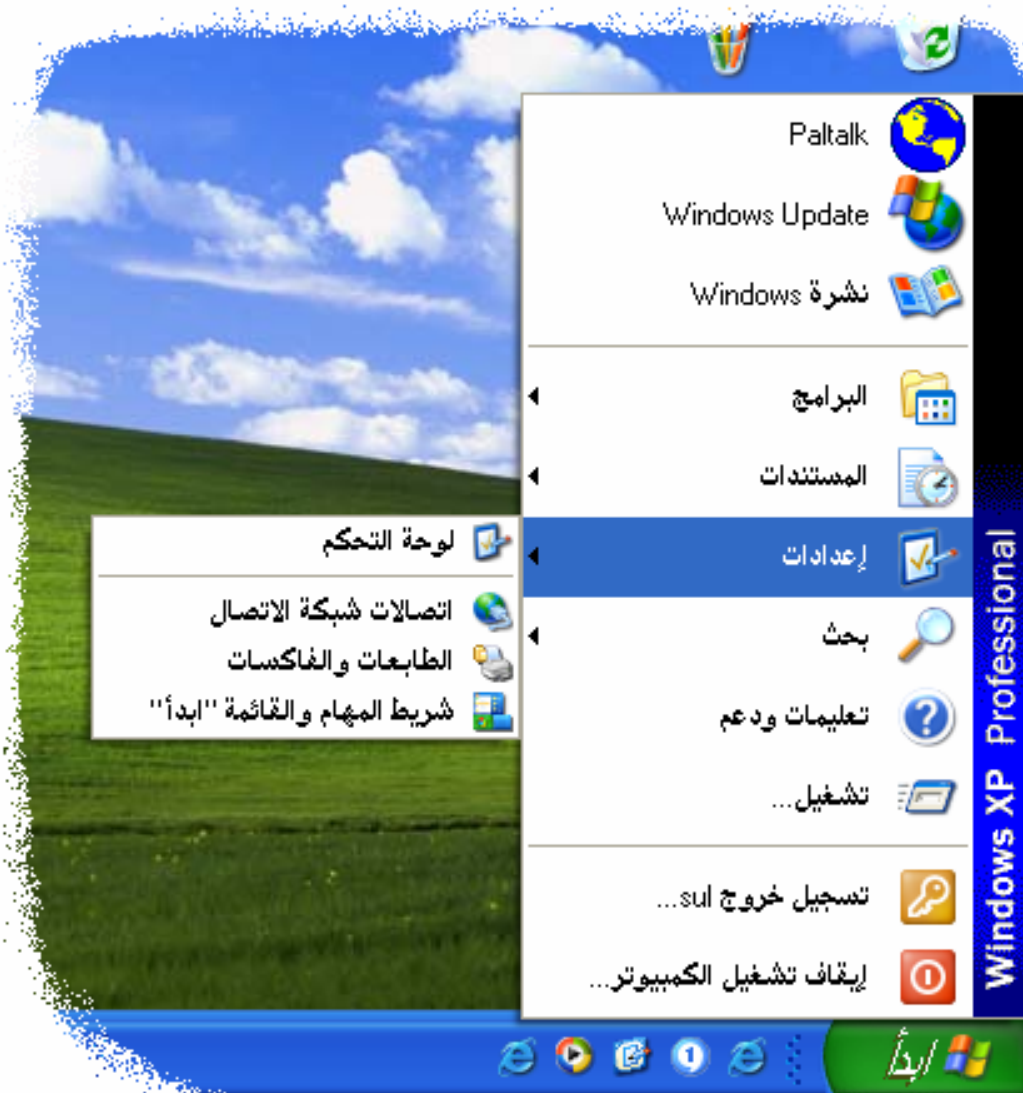 Paltalk
Windows Update
نشرة Windows
البرامج
المستندات
إعدادات
بحث
تعليمات ودعم
تشغيل...
تسجيل خروج sul...
إيقاف تشغيل الكمبيوتر...
لوحة التحكم
اتصالات شبكة الاتصال
الطابعات والفاكسات
شريط المهام والقائمة "ابدأ"
Windows XP Professional
ابدأ
1